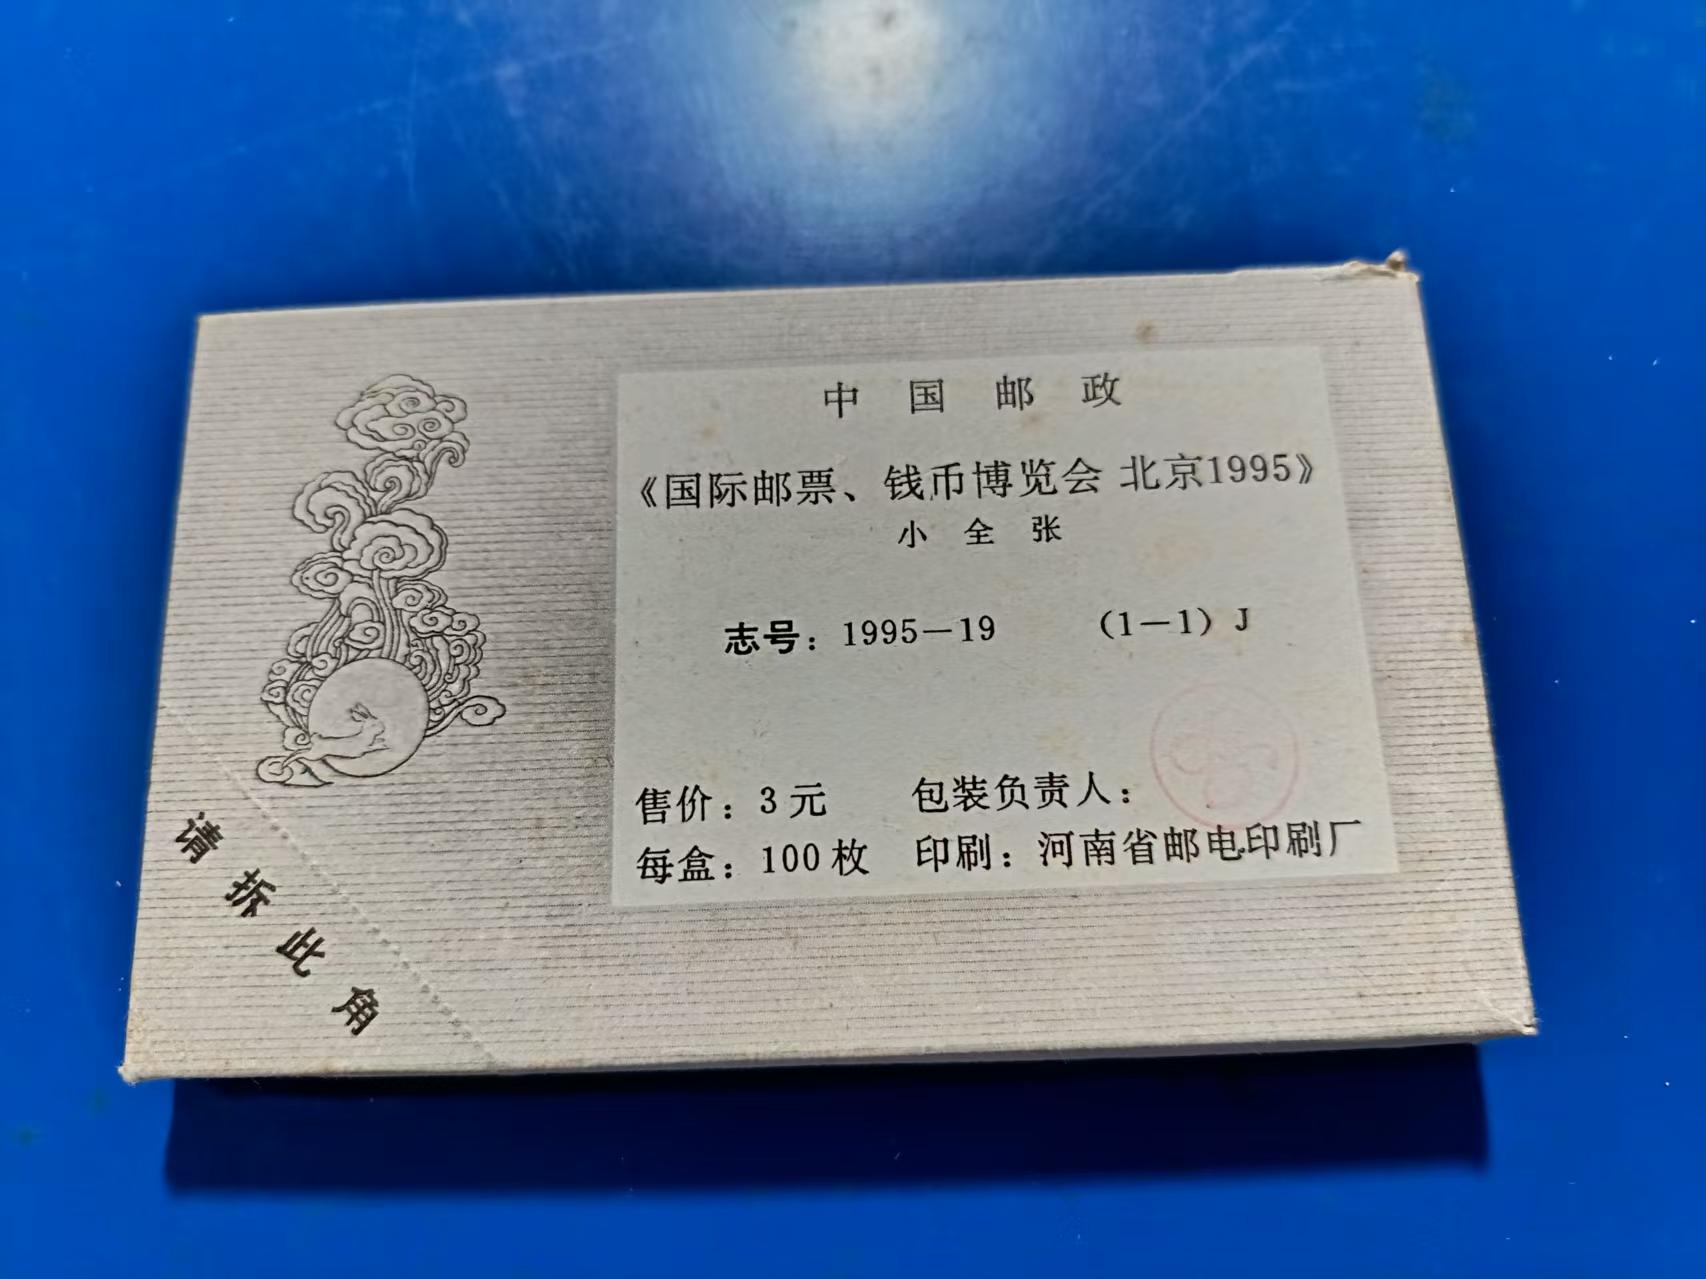 中国邮政
《国际邮票、钱币博览会 北京1995》
小全张
志号：1995－19 （1－1）J
售价：3元 包装负责人：
每盒：100枚 印刷：河南省邮电印刷厂
请拆此角